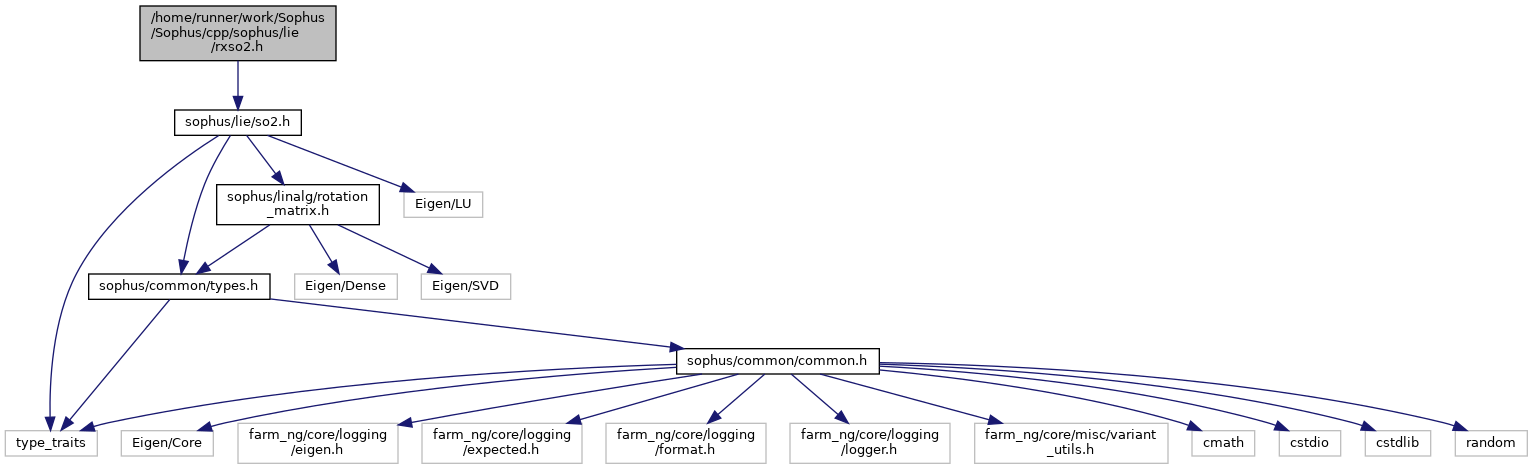 /home/runner/work/Sophus
/Sophus/cpp/sophus/lie
/rxso2.h
sophus/lie/so2.h
sophus/linalg/rotation
_matrix.h
Eigen/LU
sophus/common/types.h
Eigen/Dense
Eigen/SVD
sophus/common/common.h
type_traits
Eigen/Core
farm_ng/core/logging
/eigen.h
farm_ng/core/logging
/expected.h
farm_ng/core/logging
/format.h
farm_ng/core/logging
/logger.h
farm_ng/core/misc/variant
_utils.h
cmath
cstdio
cstdlib
random